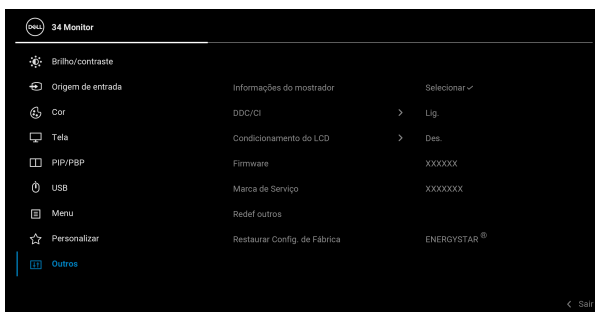 DELL 34 Monitor
Brilho/contraste
Origem de entrada Informações do mostrador Selecionar
Cor DDC/CI Lig.
Tela Condicionamento do LCD Des.
PIP/PBP Firmware XXXXXX
USB Marca de Serviço XXXXXXX
Menu Redef outros
Personalizar Restaurar Config. de Fábrica ENERGYSTAR ®
Outros
Sair